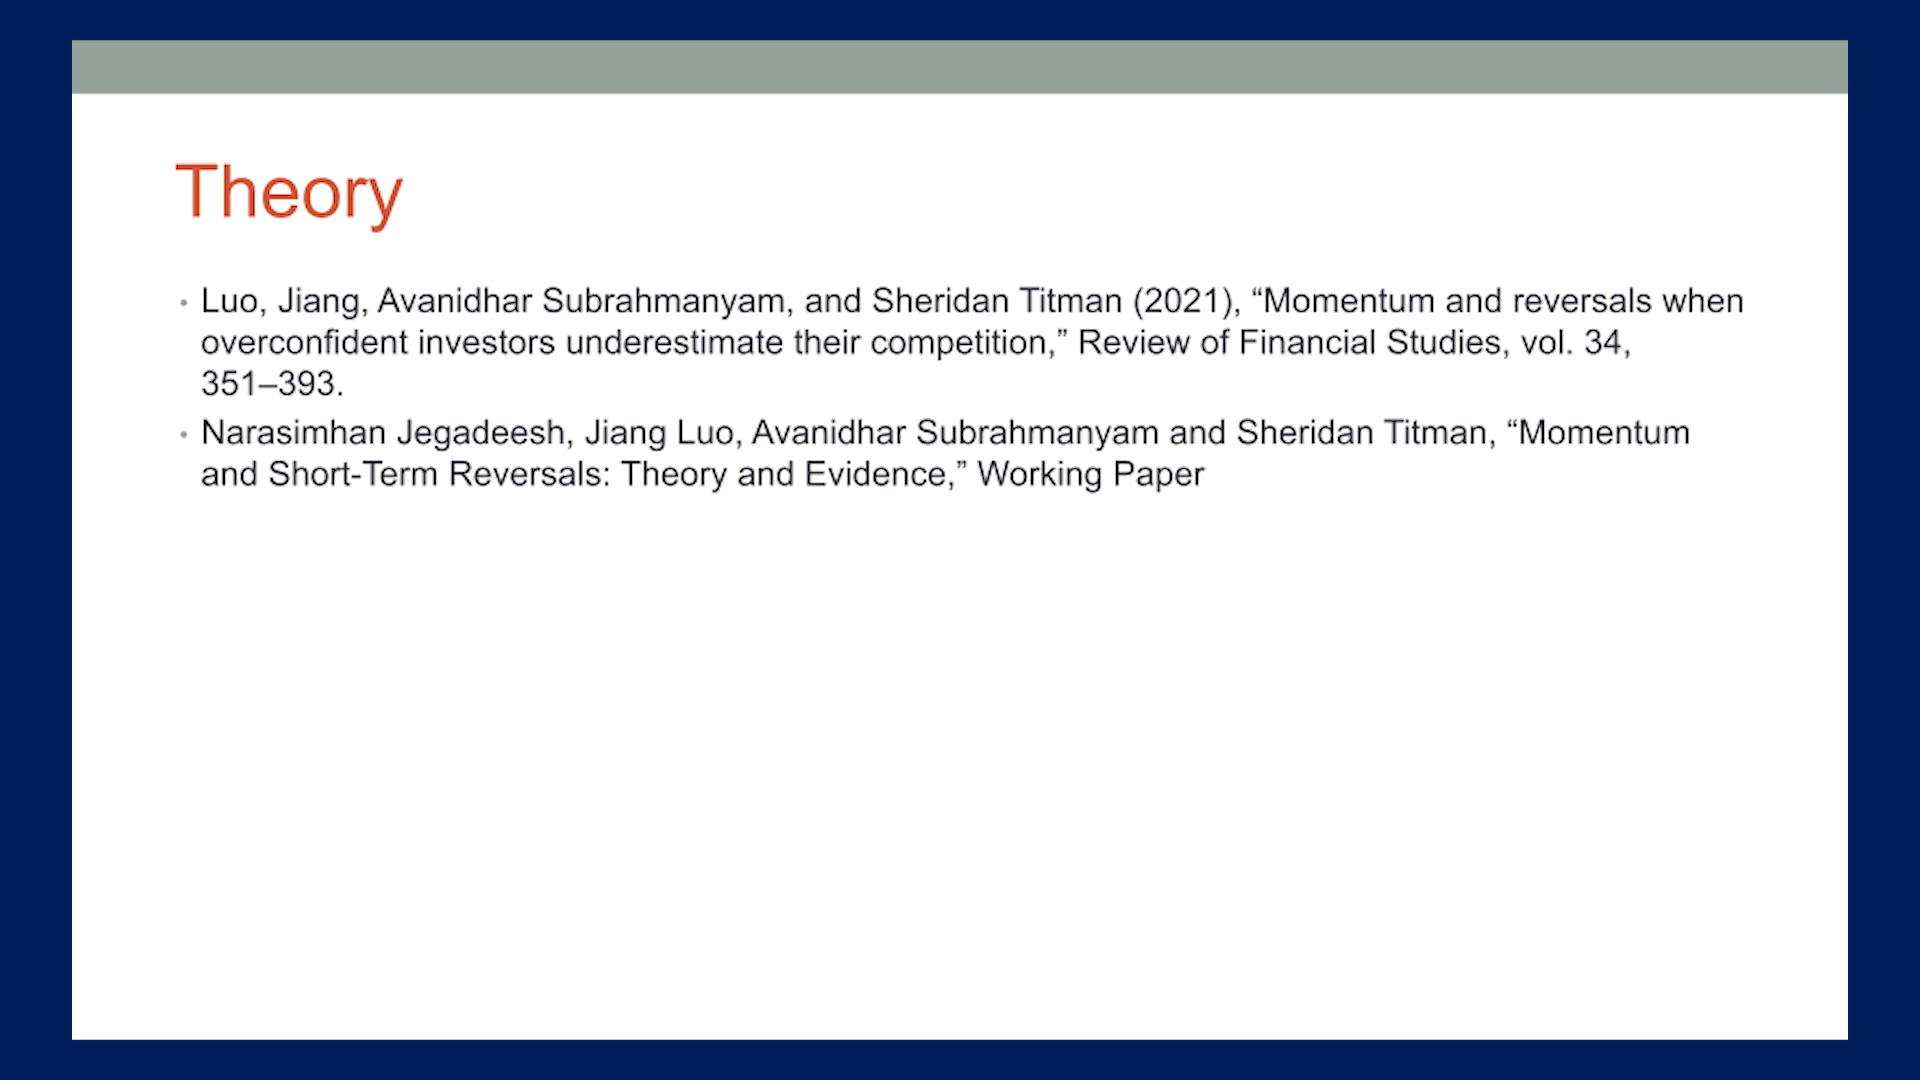 Theory
• Luo, Jiang, Avanidhar Subrahmanyam, and Sheridan Titman (2021), “Momentum and reversals when
overconfident investors underestimate their competition,” Review of Financial Studies, vol. 34,
351–393.
• Narasimhan Jegadeesh, Jiang Luo, Avanidhar Subrahmanyam and Sheridan Titman, “Momentum
and Short-Term Reversals: Theory and Evidence,” Working Paper